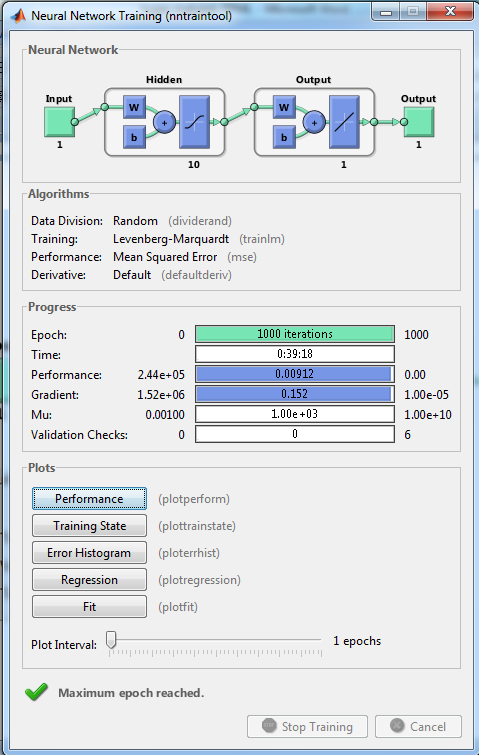 Neural Network Training (nntraintool)
Neural Network
Hidden Output
Input Output
W W
+ +
b b
1 1
10 1
Algorithms
Data Division: Random (dividerand)
Training: Levenberg-Marquardt (trainlm)
Performance: Mean Squared Error (mse)
Derivative: Default (defaultderiv)
Progress
Epoch: 0 1000 iterations 1000
Time: 0:39:18
Performance: 2.44e+05 0.00912 0.00
Gradient: 1.52e+06 0.152 1.00e-05
Mu: 0.00100 1.00e+03 1.00e+10
Validation Checks: 0 0 6
Plots
Performance (plotperform)
Training State (plottrainstate)
Error Histogram (ploterrhist)
Regression (plotregression)
Fit (plotfit)
Plot Interval: 1 epochs
Maximum epoch reached.
Stop Training Cancel